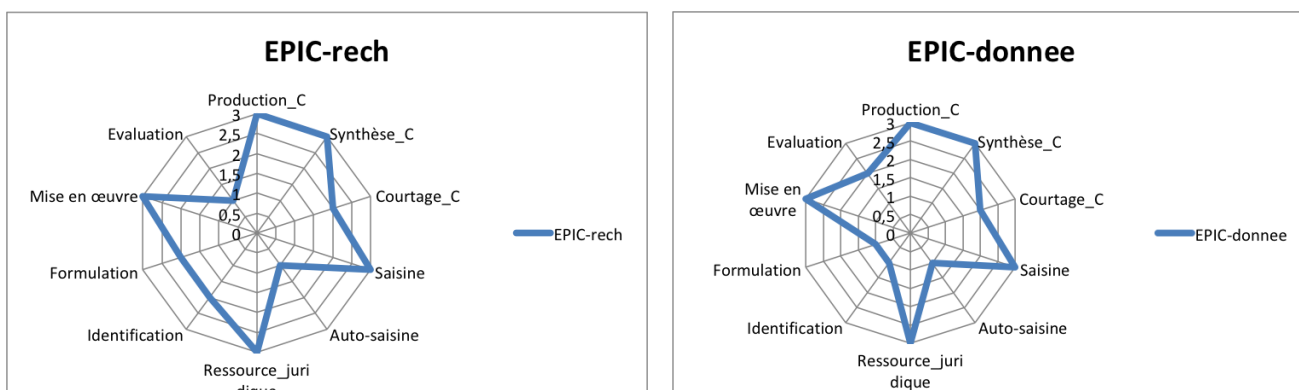 EPIC-rech
Production_C
3
2,5
2
1,5
1
0,5
0
Synthèse_C
Courtage_C
Saisine
Auto-saisine
Ressource_juri
dique
Identification
Formulation
Mise en œuvre
Evaluation
EPIC-rech
EPIC-donnee
Production_C
3
2,5
2
1,5
1
0,5
0
Synthèse_C
Courtage_C
Saisine
Auto-saisine
Ressource_juri
dique
Identification
Formulation
Mise en
œuvre
Evaluation
EPIC-donnee